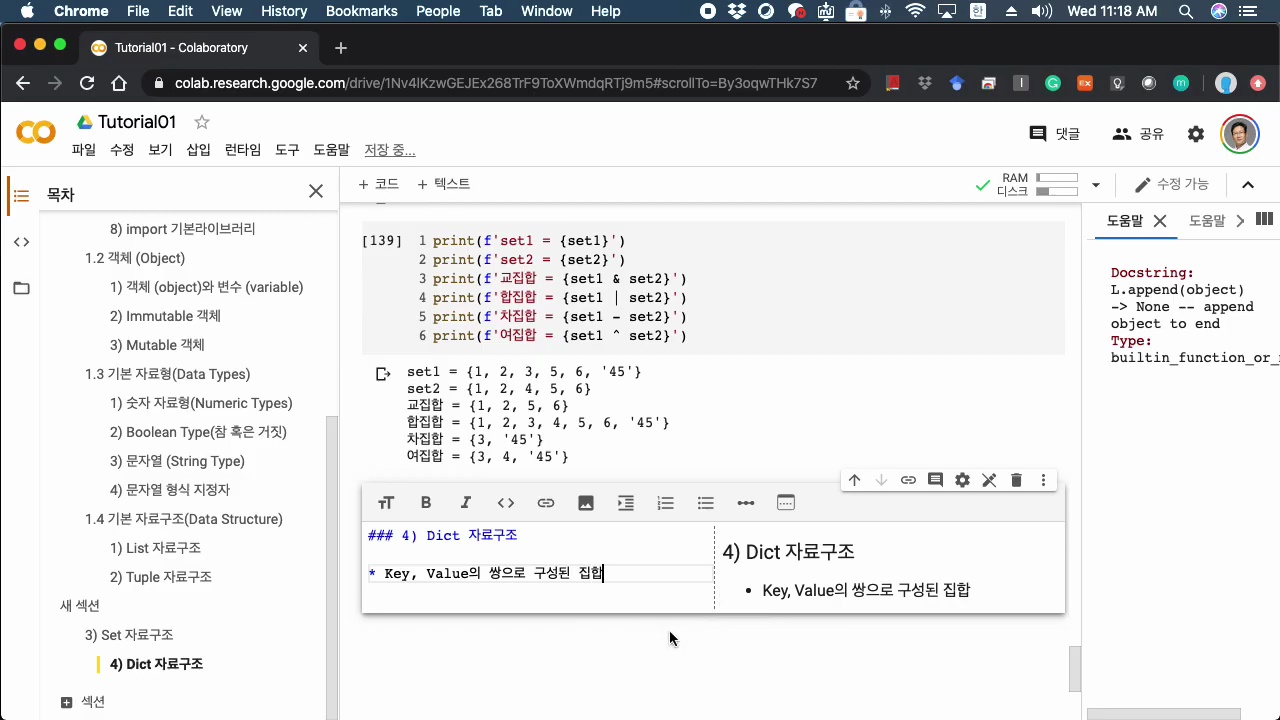 Chrome File Edit View History Bookmarks People Tab Window Help 한 Wed 11:18 AM
Tutorial01 - Colaboratory
colab.research.google.com/drive/1Nv4lKzwGEJEx268TrF9ToXWmdqRTj9m5#scrollTo=By3oqwTHk7S7
Tutorial01
댓글 공유
파일 수정 보기 삽입 런타임 도구 도움말 저장 중...
목차
+ 코드 + 텍스트
RAM
디스크
수정 가능
8) import 기본라이브러리
1.2 객체 (Object)
1) 객체 (object)와 변수 (variable)
2) Immutable 객체
3) Mutable 객체
1.3 기본 자료형(Data Types)
1) 숫자 자료형(Numeric Types)
2) Boolean Type(참 혹은 거짓)
3) 문자열 (String Type)
4) 문자열 형식 지정자
1.4 기본 자료구조(Data Structure)
1) List 자료구조
2) Tuple 자료구조
새 섹션
3) Set 자료구조
4) Dict 자료구조
섹션
[139] 1 print(f'set1 = {set1}')
2 print(f'set2 = {set2}')
3 print(f'교집합 = {set1 & set2}')
4 print(f'합집합 = {set1 | set2}')
5 print(f'차집합 = {set1 - set2}')
6 print(f'여집합 = {set1 ^ set2}')
set1 = {1, 2, 3, 5, 6, '45'}
set2 = {1, 2, 4, 5, 6}
교집합 = {1, 2, 5, 6}
합집합 = {1, 2, 3, 4, 5, 6, '45'}
차집합 = {3, '45'}
여집합 = {3, 4, '45'}
### 4) Dict 자료구조
* Key, Value의 쌍으로 구성된 집합
4) Dict 자료구조
• Key, Value의 쌍으로 구성된 집합
도움말 도움말
Docstring:
L.append(object)
-> None -- append
object to end
Type:
builtin_function_or_